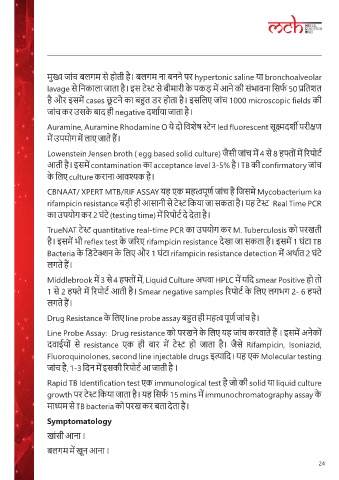 mch
मुख्य जांच बलगम से होती है। बलगम ना बनने पर hypertonic saline या bronchoalveolar
lavage से निकाला जाता है। इस टेस्ट से बीमारी के पकड़ में आने की संभावना सिर्फ 50 प्रतिशत
है और इसमें cases छूटने का बहुत डर होता है। इसलिए जांच 1000 microscopic fields की
जांच कर उसके बाद ही negative दर्शाया जाता है।
Auramine, Auramine Rhodamine O ये दो विशेष स्टेन led fluorescent सूक्ष्मदर्शी परीक्षण
में उपयोग में लाए जाते हैं।
Lowenstein Jensen broth ( egg based solid culture) जैसी जांच में 4 से 8 हफ्तों में रिपोर्ट
आती है। इसमें contamination का acceptance level 3-5% है। TB की confirmatory जांच
के लिए culture कराना आवश्यक है।
CBNAAT/ XPERT MTB/RIF ASSAY यह एक महत्वपूर्ण जांच है जिसमे Mycobacterium ka
rifampicin resistance बड़ी ही आसानी से टेस्ट किया जा सकता है। यह टेस्ट Real Time PCR
का उपयोग कर 2 घंटे (testing time) में रिपोर्ट दे देता है।
TrueNAT टेस्ट quantitative real-time PCR का उपयोग कर M. Tuberculosis को परखती
है। इसमें भी reflex test के जरिए rifampicin resistance देखा जा सकता है। इसमें 1 घंटा TB
Bacteria के डिटेक्शन के लिए और 1 घंटा rifampicin resistance detection में अर्थात 2 घंटे
लगते हैं।
Middlebrook में 3 से 4 हफ्तों में, Liquid Culture अथवा HPLC में यदि smear Positive हो तो
1 से 2 हफ्ते में रिपोर्ट आती है। Smear negative samples रिपोर्ट के लिए लगभग 2- 6 हफ्ते
लगते हैं।
Drug Resistance के लिए line probe assay बहुत ही महत्व पूर्ण जांच है।
Line Probe Assay: Drug resistance को परखने के लिए यह जांच करवाते हैं । इसमें अनेकों
दवाईयों से resistance एक ही बार में टेस्ट हो जाता है। जैसे Rifampicin, Isoniazid,
Fluoroquinolones, second line injectable drugs इत्यादि। यह एक Molecular testing
जांच है, 1-3 दिन में इसकी रिपोर्ट आ जाती है ।
Rapid TB Identification test एक immunological test है जो की solid या liquid culture
growth पर टेस्ट किया जाता है। यह सिर्फ 15 mins में immunochromatography assay के
माध्यम से TB bacteria को परख कर बता देता है।
Symptomatology
खांसी आना ।
बलगम में खून आना ।
24